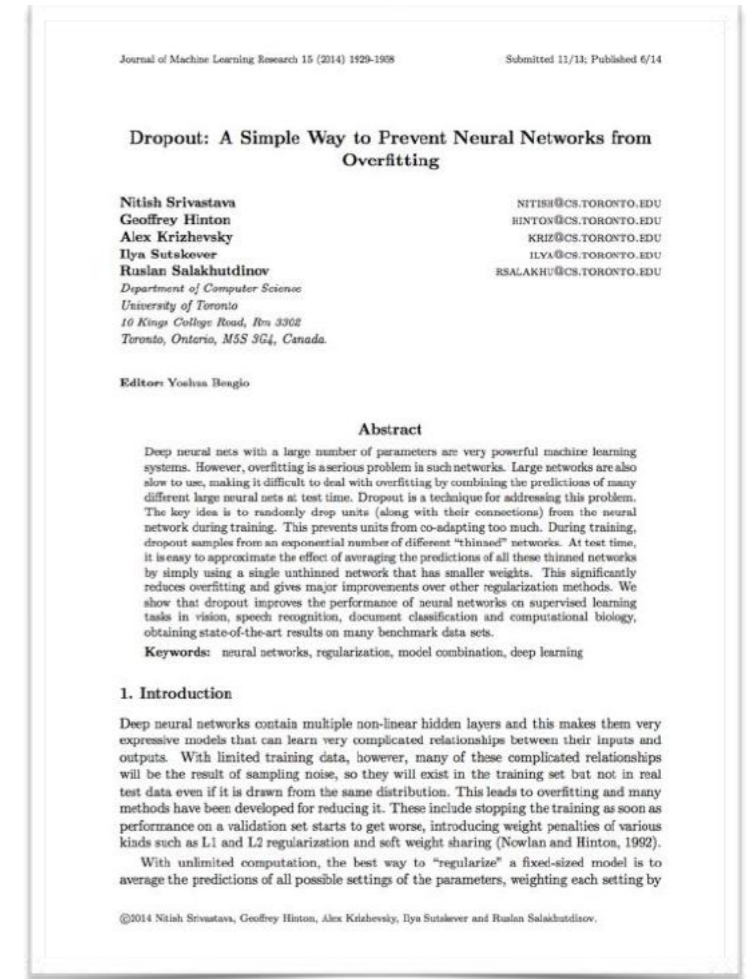 Journal of Machine Learning Research 15 (2014) 1929-1958 Submitted 11/13; Published 6/14
Dropout: A Simple Way to Prevent Neural Networks from
Overfitting
Nitish Srivastava NITISH@CS.TORONTO.EDU
Geoffrey Hinton HINTON@CS.TORONTO.EDU
Alex Krizhevsky KRIZ@CS.TORONTO.EDU
Ilya Sutskever ILYA@CS.TORONTO.EDU
Ruslan Salakhutdinov RSALAKHU@CS.TORONTO.EDU
Department of Computer Science
University of Toronto
10 Kings College Road, Rm 3302
Toronto, Ontario, M5S 3G4, Canada.
Editor: Yoshua Bengio
Abstract
Deep neural nets with a large number of parameters are very powerful machine learning
systems. However, overfitting is a serious problem in such networks. Large networks are also
slow to use, making it difficult to deal with overfitting by combining the predictions of many
different large neural nets at test time. Dropout is a technique for addressing this problem.
The key idea is to randomly drop units (along with their connections) from the neural
network during training. This prevents units from co-adapting too much. During training,
dropout samples from an exponential number of different "thinned" networks. At test time,
it is easy to approximate the effect of averaging the predictions of all these thinned networks
by simply using a single unthinned network that has smaller weights. This significantly
reduces overfitting and gives major improvements over other regularization methods. We
show that dropout improves the performance of neural networks on supervised learning
tasks in vision, speech recognition, document classification and computational biology,
obtaining state-of-the-art results on many benchmark data sets.
Keywords: neural networks, regularization, model combination, deep learning
1. Introduction
Deep neural networks contain multiple non-linear hidden layers and this makes them very
expressive models that can learn very complicated relationships between their inputs and
outputs. With limited training data, however, many of these complicated relationships
will be the result of sampling noise, so they will exist in the training set but not in real
test data even if it is drawn from the same distribution. This leads to overfitting and many
methods have been developed for reducing it. These include stopping the training as soon as
performance on a validation set starts to get worse, introducing weight penalties of various
kinds such as L1 and L2 regularization and soft weight sharing (Nowlan and Hinton, 1992).
With unlimited computation, the best way to "regularize" a fixed-sized model is to
average the predictions of all possible settings of the parameters, weighting each setting by
©2014 Nitish Srivastava, Geoffrey Hinton, Alex Krizhevsky, Ilya Sutskever and Ruslan Salakhutdinov.